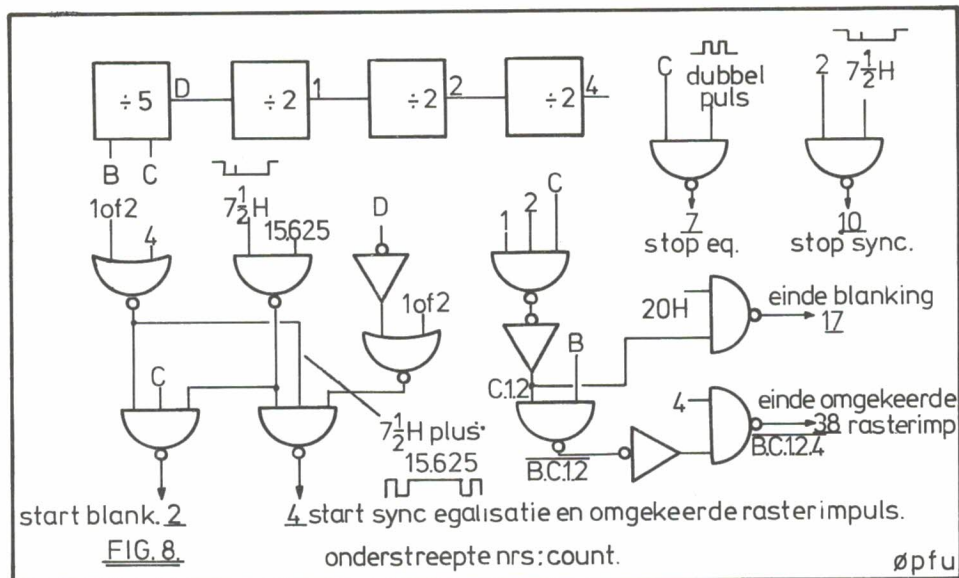 ÷5
D
÷2
1
÷2
2
÷2
4
B C
C
dubbel
puls
2
7½H
7
stop eq.
10
stop sync.
1of2
4
7½H
15.625
D
1of2
1
2
C
20H
einde blanking
17
B
C.1.2
C
4
einde omgekeerde
38 rasterimp
B.C.1.2.4
7½H plus
15.625
B.C.1.2
start blank. 2
4 start sync egalisatie en omgekeerde rasterimpuls.
FIG. 8.
onderstreepte nrs: count.
øpfu